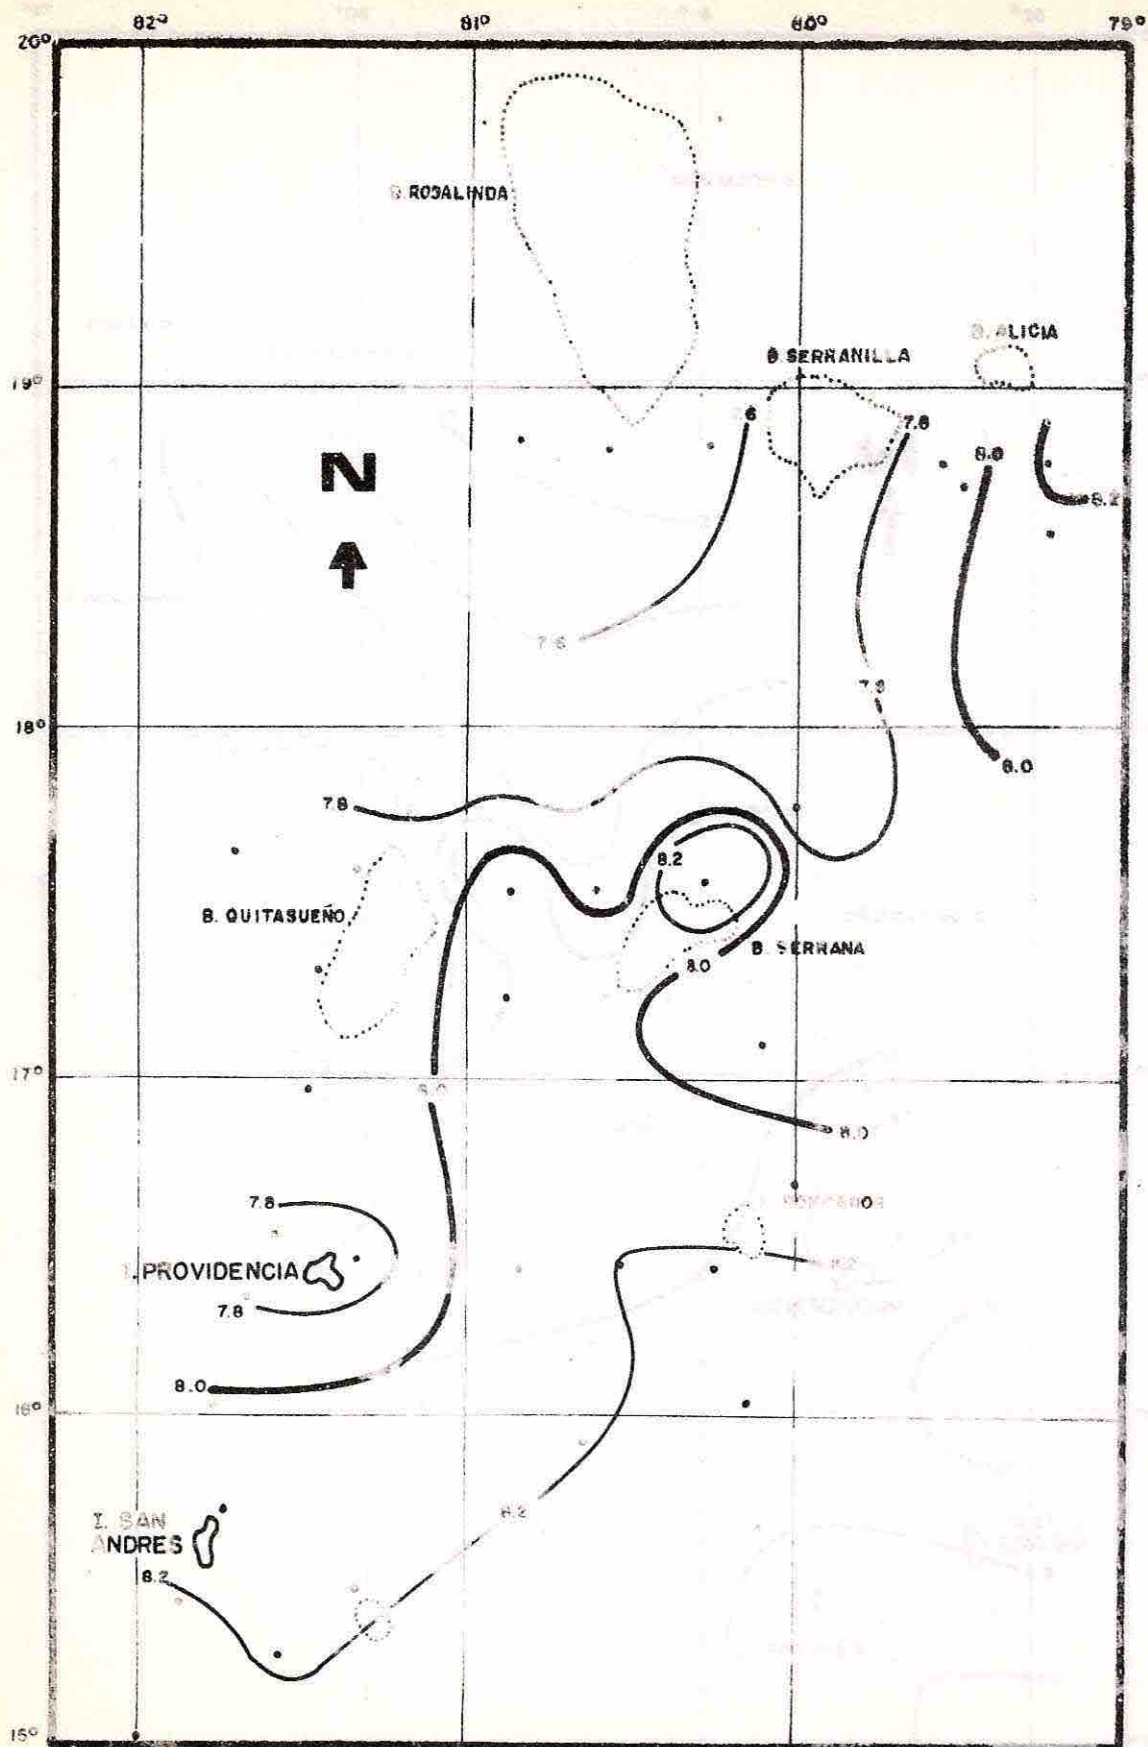 82° 81° 80° 79°
20°
B. ROSALINDA
B. ALICIA
B. SERRANILLA
19°
6
7.8
8.0
8.2
N
7.6
7.8
18°
8.0
7.8
8.2
B. QUITASUEÑO
B. SERRANA
8.0
17°
8.0
8.0
7.8
I. PROVIDENCIA
8.2
7.8
8.0
16°
8.2
I. SAN
ANDRES
8.2
15°